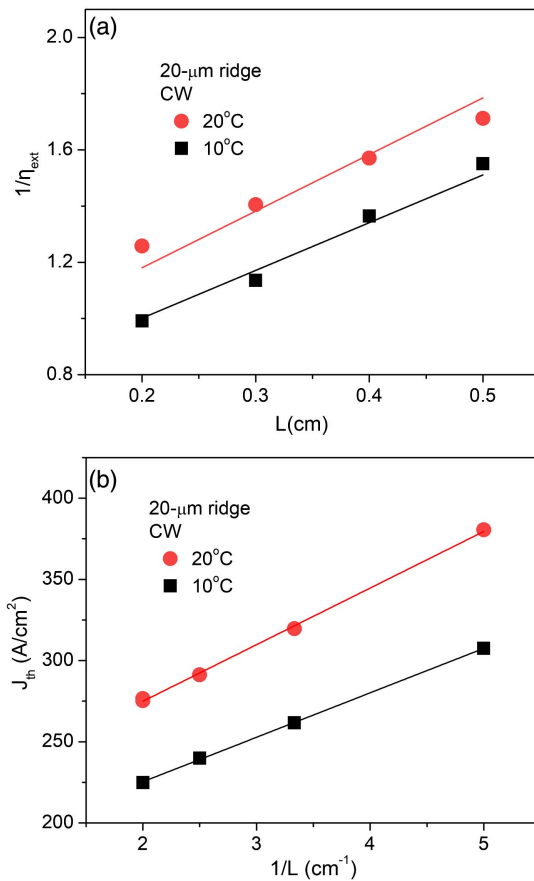 (a)
20-μm ridge
CW
20°C
10°C
2.0
1.6
1.2
0.8
1/ηext
0.2 0.3 0.4 0.5
L(cm)
(b)
20-μm ridge
CW
20°C
10°C
400
350
300
250
200
Jth (A/cm²)
2 3 4 5
1/L (cm⁻¹)